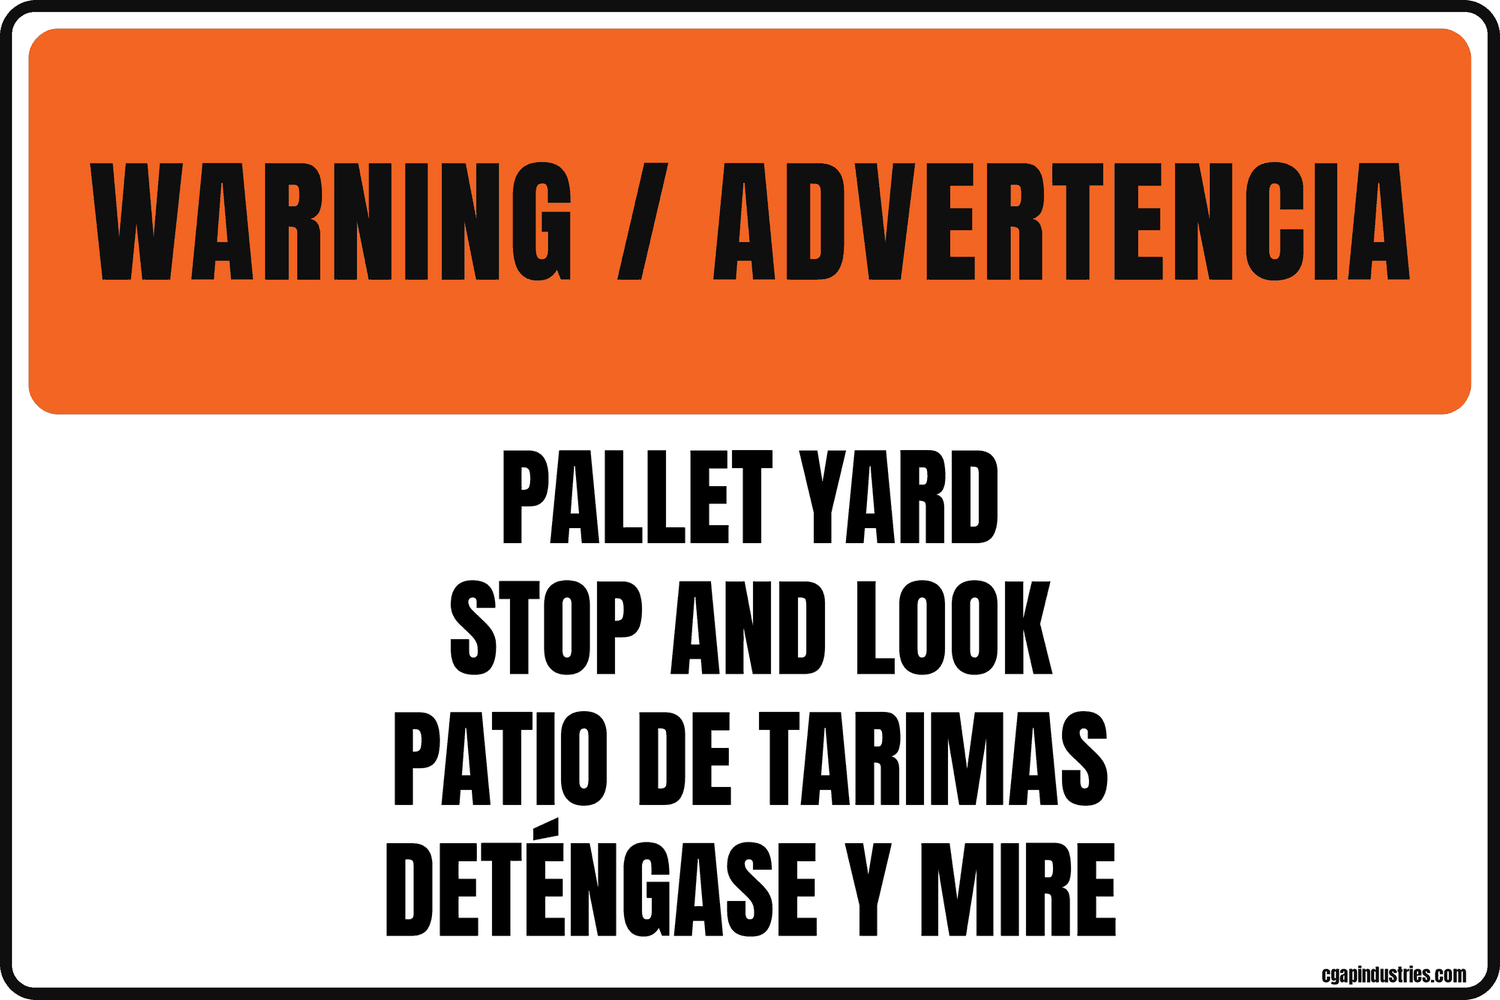 WARNING / ADVERTENCIA
PALLET YARD
STOP AND LOOK
PATIO DE TARIMAS
DETÉNGASE Y MIRE
cgapindustries.com